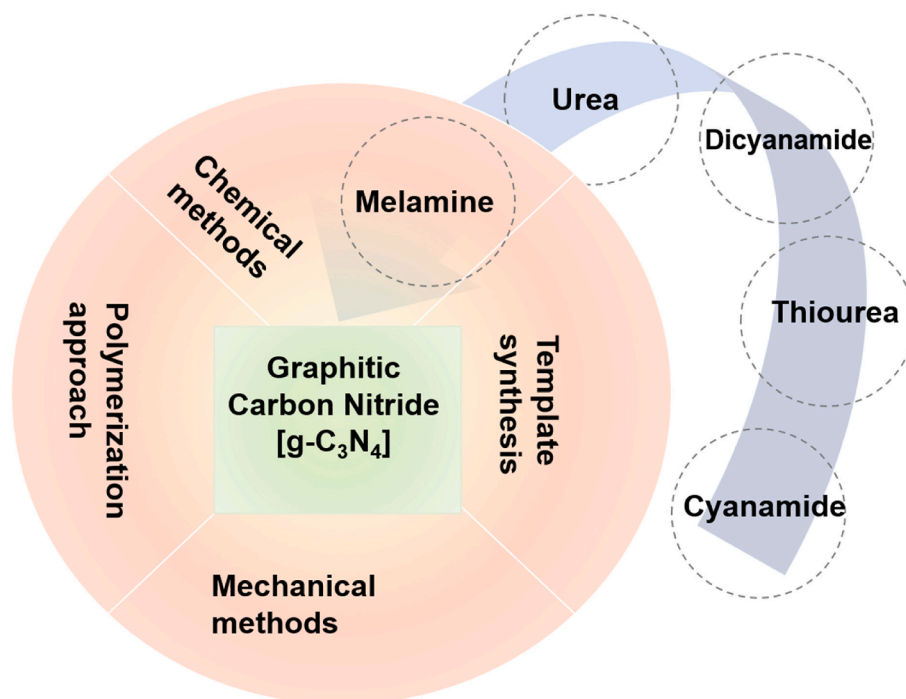 Urea
Dicyanamide
Thiourea
Cyanamide
Melamine
Chemical
methods
Polymerization
approach
Graphitic
Carbon Nitride
[g-C₃N₄]
Template
synthesis
Mechanical
methods